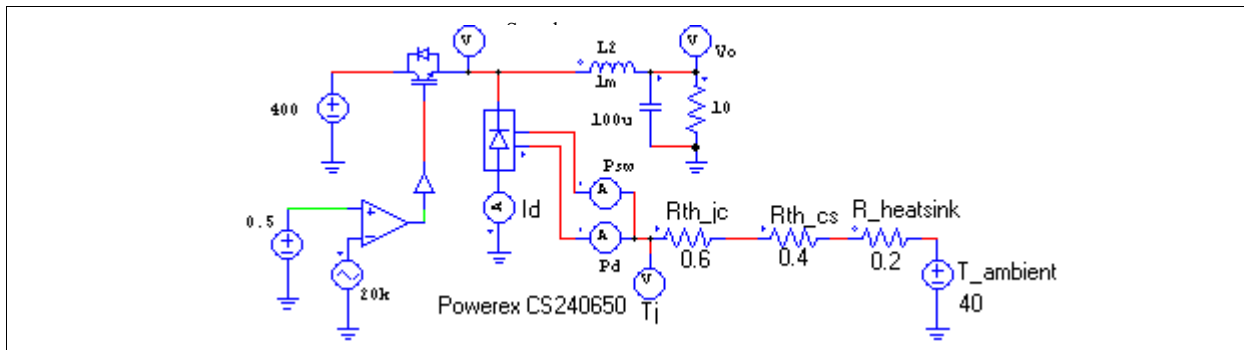 V
V
Vo
L2
1m
400
100u
10
Psw
A
A
Id
A
Pd
V
Tj
Rth_jc
0.6
Rth_cs
0.4
R_heatsink
0.2
T_ambient
40
0.5
20k
Powerex CS240650